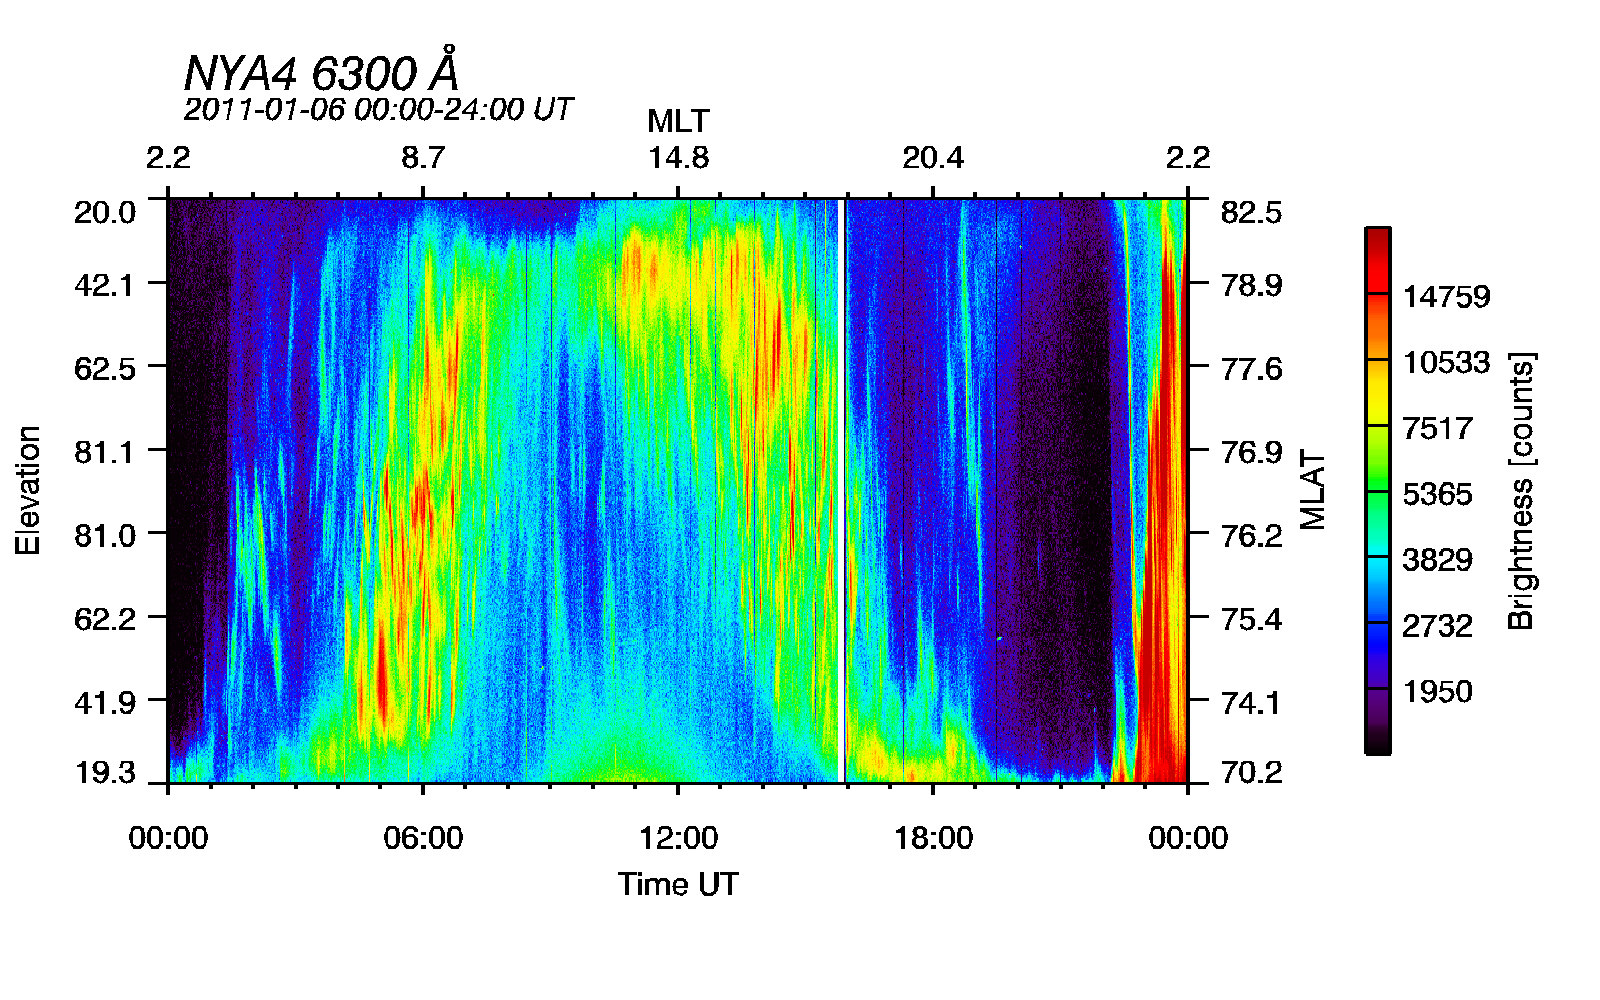 NYA4 6300 Å
2011-01-06 00:00-24:00 UT
MLT
2.2 8.7 14.8 20.4 2.2
20.0 82.5
42.1 78.9
62.5 77.6
81.1 76.9
81.0 76.2
62.2 75.4
41.9 74.1
19.3 70.2
Elevation
MLAT
14759
10533
7517
5365
3829
2732
1950
Brightness [counts]
00:00 06:00 12:00 18:00 00:00
Time UT